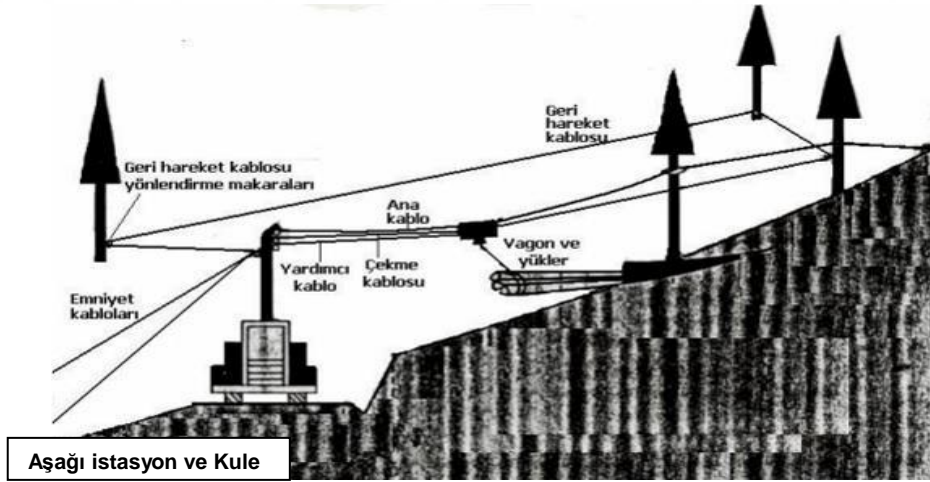 Geri
hareket
kablosu
Geri hareket kablosu
yönlendirme makaraları
Ana
kablo
Vagon ve
yükler
Yardımcı
kablo
Çekme
kablosu
Emniyet
kabloları
Aşağı istasyon ve Kule